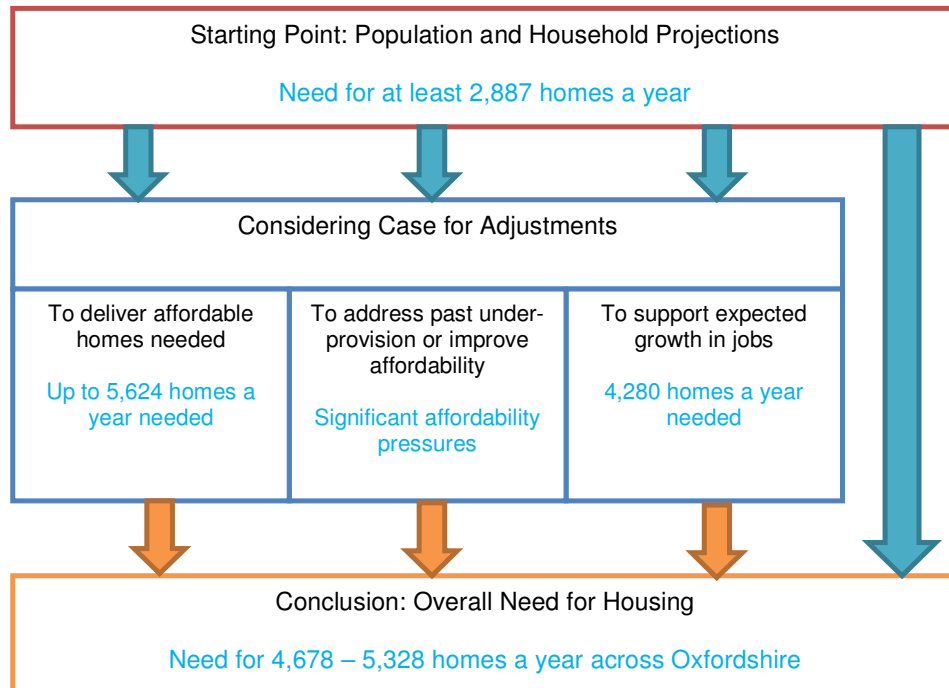 Starting Point: Population and Household Projections
Need for at least 2,887 homes a year
Considering Case for Adjustments
To deliver affordable
homes needed
Up to 5,624 homes a
year needed
To address past under-
provision or improve
affordability
Significant affordability
pressures
To support expected
growth in jobs
4,280 homes a year
needed
Conclusion: Overall Need for Housing
Need for 4,678 – 5,328 homes a year across Oxfordshire